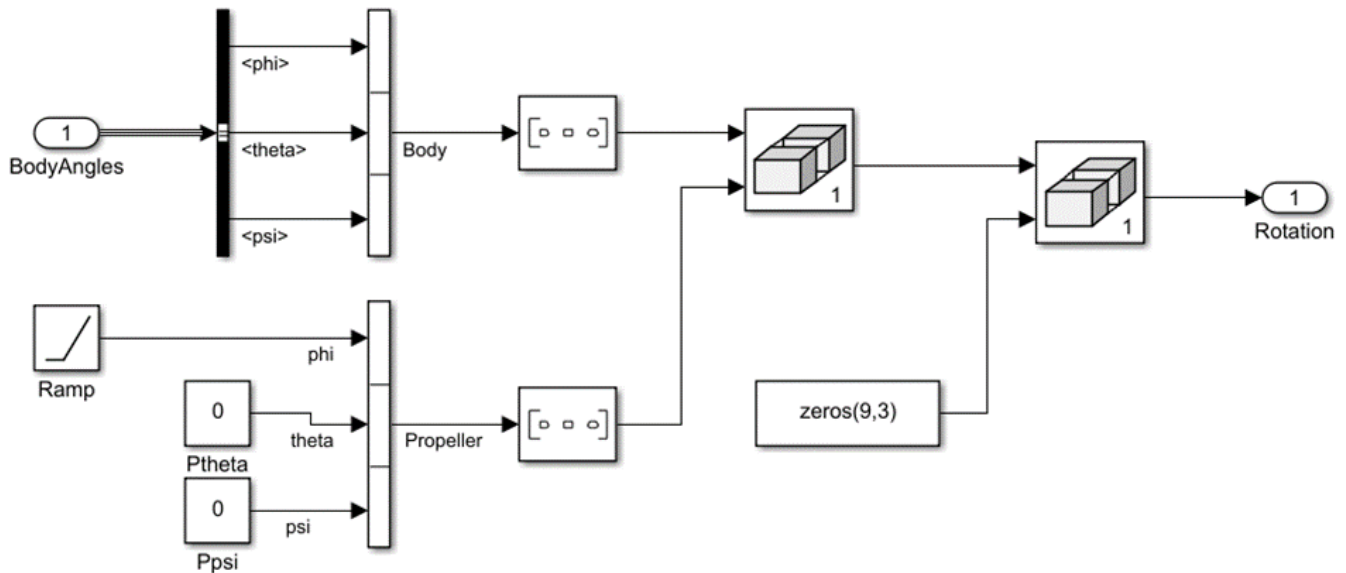 <phi>
1
<theta>
Body
BodyAngles
1
1
1
<psi>
Rotation
phi
Ramp
0
theta
Propeller
zeros(9,3)
Ptheta
0
psi
Ppsi